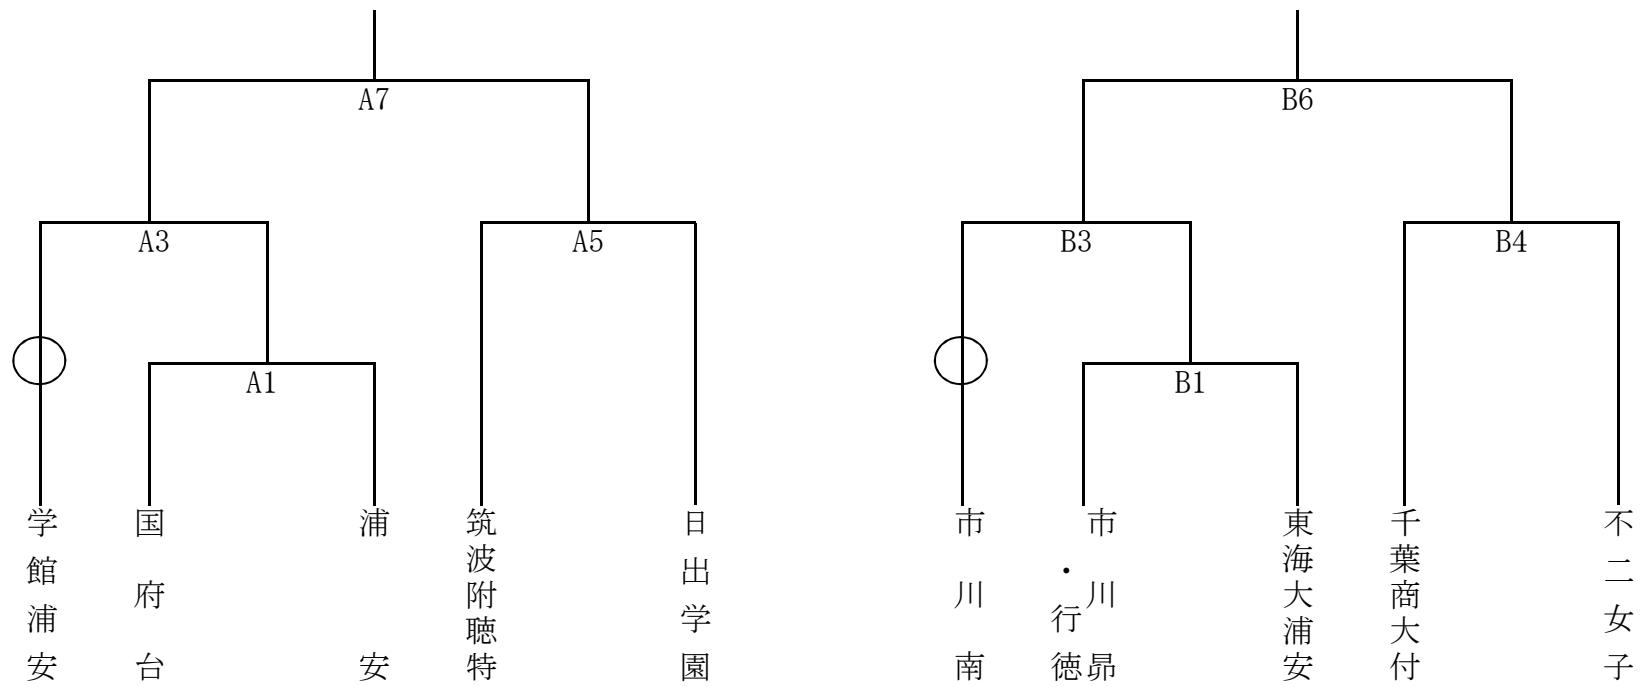 A7
B6
A3
A5
B3
B4
A1
B1
学館浦安
国府台
浦安
筑波附聴特
日出学園
市川南
市川昴
・行徳
東海大浦安
千葉商大付
不二女子